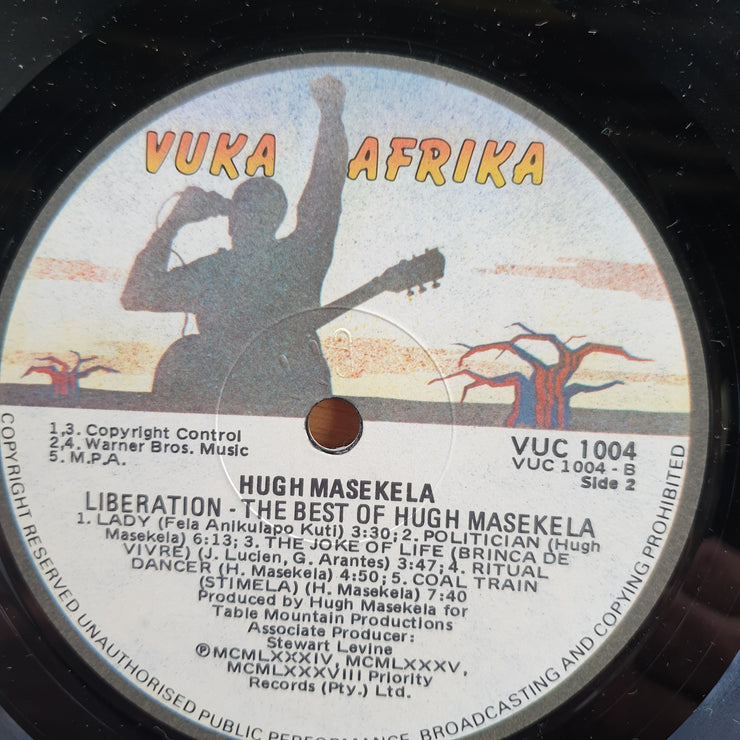 VUKA AFRIKA
1,3. Copyright Control
2,4. Warner Bros. Music
5. M.P.A.
VUC 1004
VUC 1004 - B
Side 2
HUGH MASEKELA
LIBERATION - THE BEST OF HUGH MASEKELA
1. LADY (Fela Anikulapo Kuti) 3:30; 2. POLITICIAN (Hugh
Masekela) 6:13; 3. THE JOKE OF LIFE (BRINCA DE
VIVRE) (J. Lucien, G. Arantes) 3:47; 4. RITUAL
DANCER (H. Masekela) 4:50; 5. COAL TRAIN
(STIMELA) (H. Masekela) 7:40
Produced by Hugh Masekela for
Table Mountain Productions
Associate Producer:
Stewart Levine
℗MCMLXXXIV, MCMLXXXV,
MCMLXXXVIII Priority
Records (Pty.) Ltd.
COPYRIGHT RESERVED UNAUTHORISED PUBLIC PERFORMANCE, BROADCASTING AND COPYING PROHIBITED